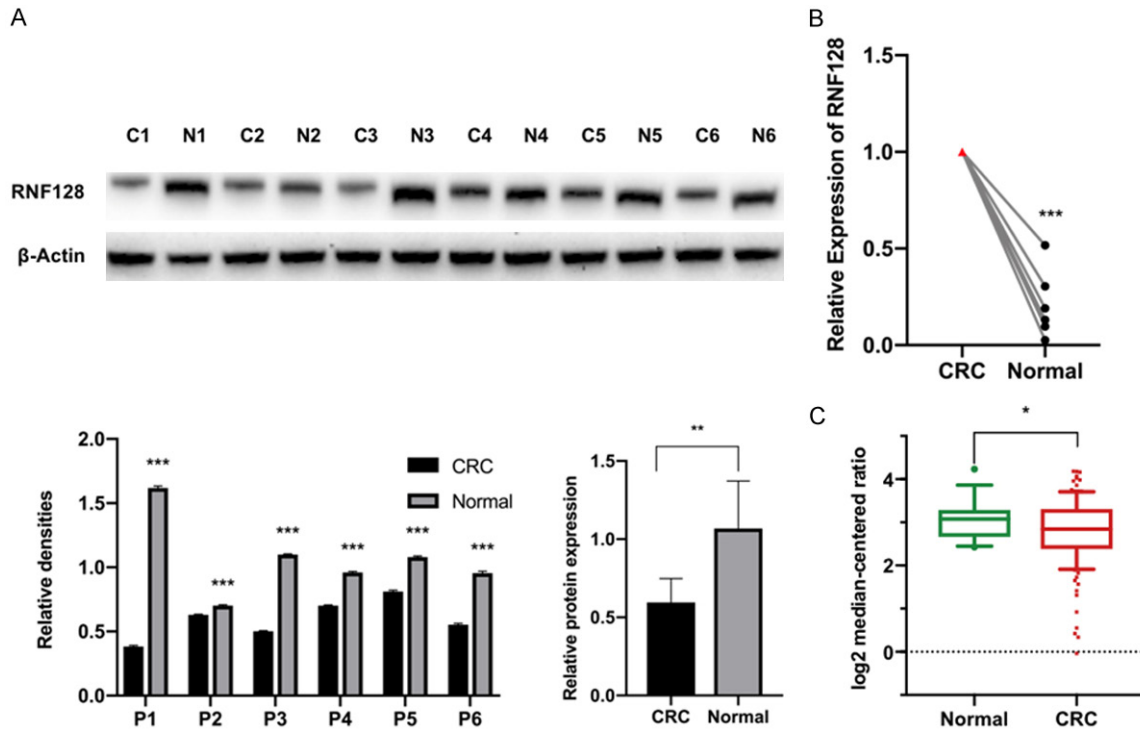 A
C1 N1 C2 N2 C3 N3 C4 N4 C5 N5 C6 N6
RNF128
β-Actin
Relative densities
2.0
1.5
1.0
0.5
0.0
***
***
***
***
***
***
CRC
Normal
P1 P2 P3 P4 P5 P6
Relative protein expression
1.5
1.0
0.5
0.0
**
CRC Normal
B
Relative Expression of RNF128
1.5
1.0
0.5
0.0
***
CRC Normal
C
log2 median-centered ratio
4
2
0
*
Normal CRC